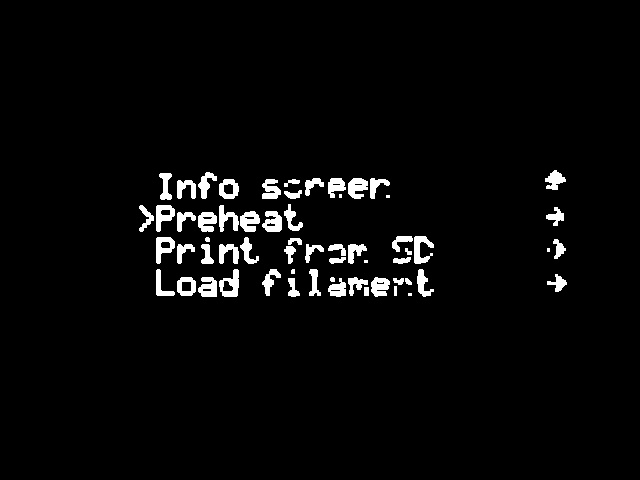 Info screen ↑
>Preheat →
Print from SD →
Load filament →